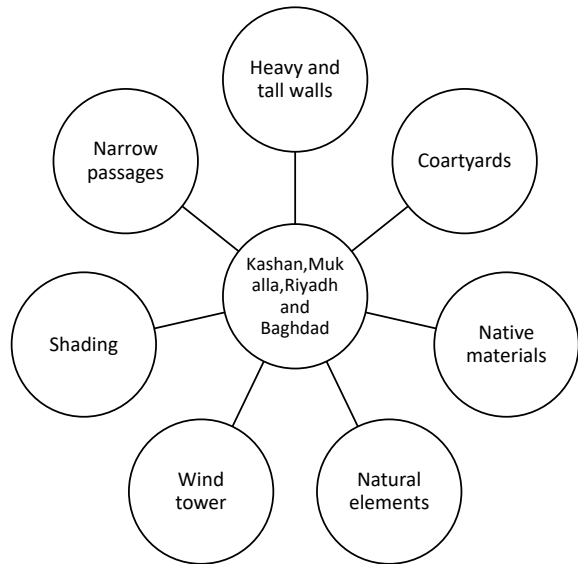 Heavy and
tall walls
Narrow
passages
Coartyards
Kashan,Muk
alla,Riyadh
and
Baghdad
Shading
Native
materials
Wind
tower
Natural
elements